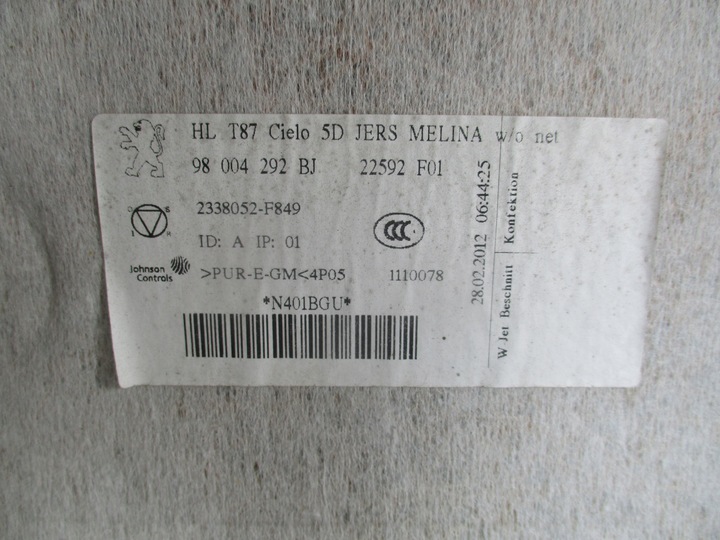 HL T87 Cielo 5D JERS MELINA w/o net
98 004 292 BJ 22592 F01
2338052-F849
ID: A IP: 01
Johnson
Controls
>PUR-E-GM<4P05 1110078
*N401BGU*
28.02.2012 06:44:25
W-Jet Beschnitt
Konfektion